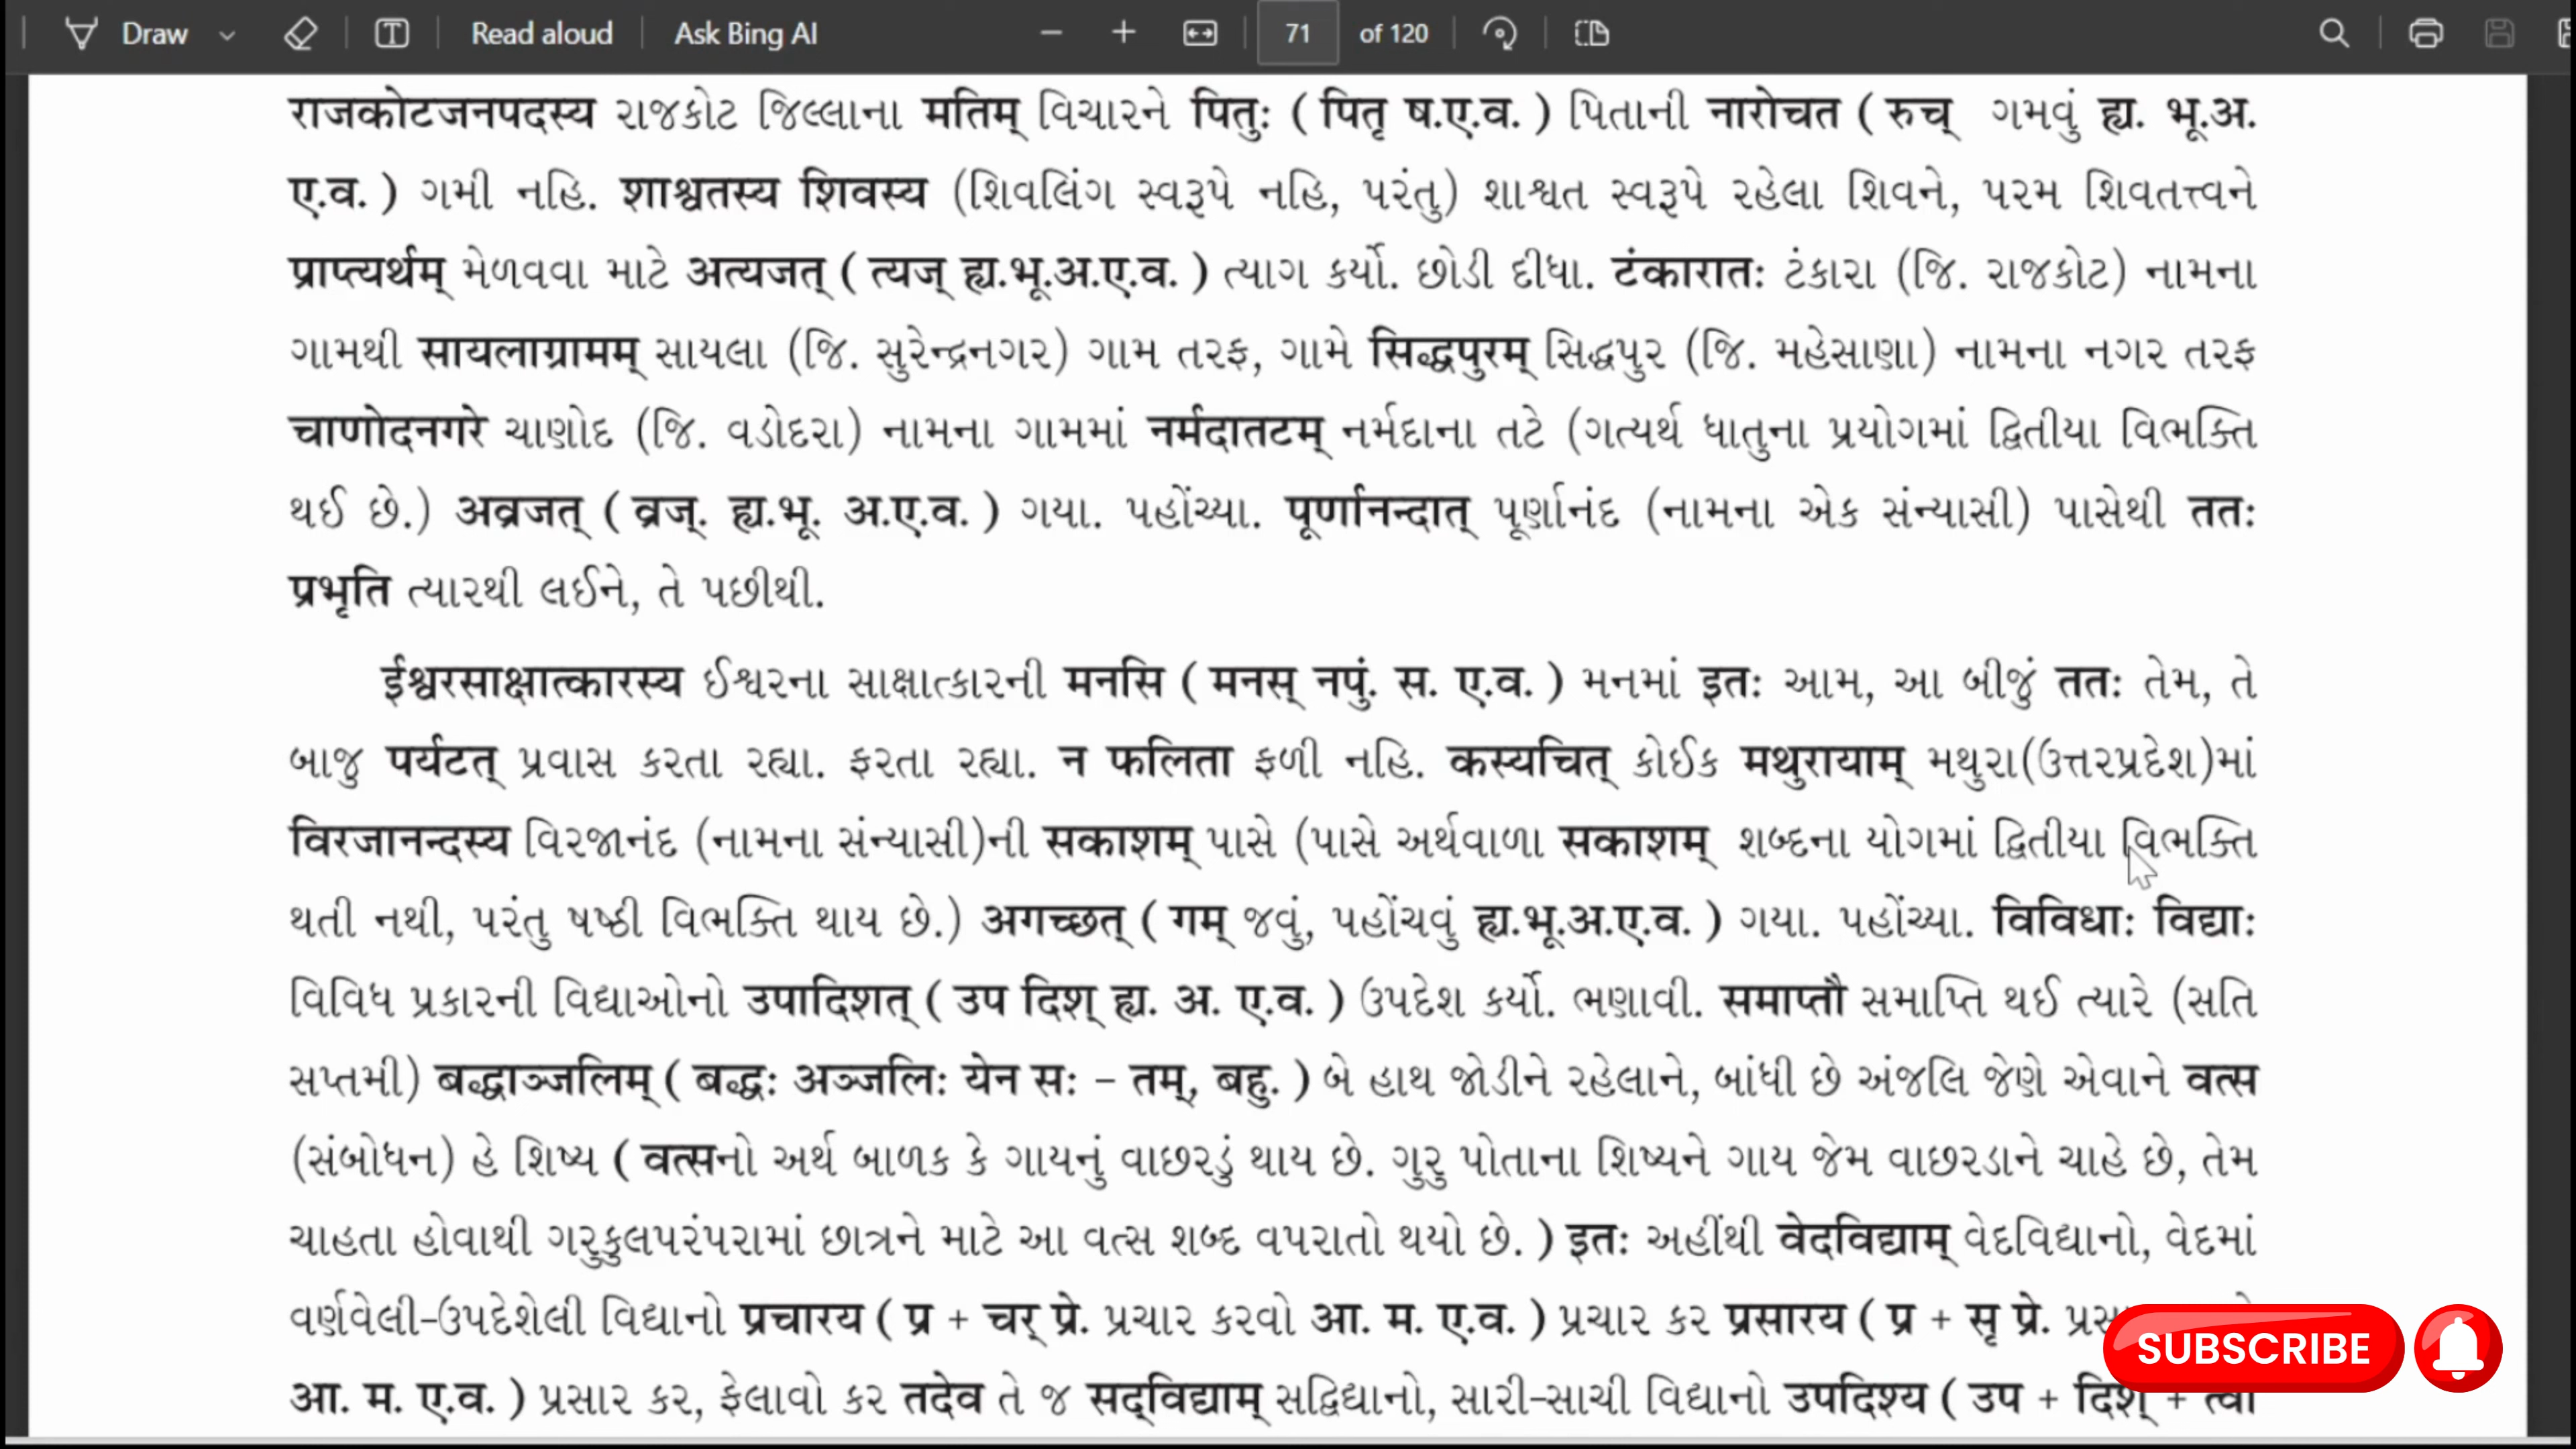 Draw Read aloud Ask Bing AI 71 of 120
राजकोटजनपदस्य રાજકોટ જિલ્લાના मतिम् વિચારને पितुः ( पितृ ष.ए.व. ) પિતાની नारोचत ( रुच् ગમવું ह्य. भू.अ.
ए.व. ) ગમી નહિ. शाश्वतस्य शिवस्य (શિવલિંગ સ્વરૂપે નહિ, પરંતુ) શાશ્વત સ્વરૂપે રહેલા શિવને, પરમ શિવતત્ત્વને
प्राप्त्यर्थम् મેળવવા માટે अत्यजत् ( त्यज् ह्य.भू.अ.ए.व. ) ત્યાગ કર્યો. છોડી દીધા. टंकारातः ટંકારા (જિ. રાજકોટ) નામના
ગામથી सायलाग्रामम् સાયલા (જિ. સુરેન્દ્રનગર) ગામ તરફ, ગામે सिद्धपुरम् સિદ્ધપુર (જિ. મહેસાણા) નામના નગર તરફ
चाणोदनगरे ચાણોદ (જિ. વડોદરા) નામના ગામમાં नर्मदातटम् નર્મદાના તટે (ગત્યર્થ ધાતુના પ્રયોગમાં દ્વિતીયા વિભક્તિ
થઈ છે.) अव्रजत् ( व्रज्. ह्य.भू. अ.ए.व. ) ગયા. પહોંચ્યા. पूर्णानन्दात् પૂર્ણાનંદ (નામના એક સંન્યાસી) પાસેથી ततः
प्रभृति ત્યારથી લઈને, તે પછીથી.
ईश्वरसाक्षात्कारस्य ઈશ્વરના સાક્ષાત્કારની मनसि ( मनस् नपुं. स. ए.व. ) મનમાં इतः આમ, આ બીજું ततः તેમ, તે
બાજુ पर्यटत् પ્રવાસ કરતા રહ્યા. ફરતા રહ્યા. न फलिता ફળી નહિ. कस्यचित् કોઈક मथुरायाम् મથુરા(ઉત્તરપ્રદેશ)માં
विरजानन्दस्य વિરજાનંદ (નામના સંન્યાસી)ની सकाशम् પાસે (પાસે અર્થવાળા सकाशम् શબ્દના યોગમાં દ્વિતીયા વિભક્તિ
થતી નથી, પરંતુ ષષ્ઠી વિભક્તિ થાય છે.) अगच्छत् ( गम् જવું, પહોંચવું ह्य.भू.अ.ए.व. ) ગયા. પહોંચ્યા. विविधाः विद्याः
વિવિધ પ્રકારની વિદ્યાઓનો उपादिशत् ( उप दिश् ह्य. अ. ए.व. ) ઉપદેશ કર્યો. ભણાવી. समाप्तौ સમાપ્તિ થઈ ત્યારે (સતિ
સપ્તમી) बद्धाञ्जलिम् ( बद्धः अञ्जलिः येन सः – तम्, बहु. ) બે હાથ જોડીને રહેલાને, બાંધી છે અંજલિ જેણે એવાને वत्स
(સંબોધન) હે શિષ્ય ( वत्सનો અર્થ બાળક કે ગાયનું વાછરડું થાય છે. ગુરુ પોતાના શિષ્યને ગાય જેમ વાછરડાને ચાહે છે, તેમ
ચાહતા હોવાથી ગરુકુલપરંપરામાં છાત્રને માટે આ વત્સ શબ્દ વપરાતો થયો છે. ) इतः અહીંથી वेदविद्याम् વેદવિદ્યાનો, વેદમાં
વર્ણવેલી-ઉપદેશેલી વિદ્યાનો प्रचारय ( प्र + चर् प्रे. પ્રચાર કરવો आ. म. ए.व. ) પ્રચાર કર प्रसारय ( प्र + सृ प्रे.
आ. म. ए.व. ) પ્રસાર કર, ફેલાવો કર तदेव તે જ सद्विद्याम् સદ્વિદ્યાનો, સારી-સાચી વિદ્યાનો उपदिश्य ( उप + दिश् + त्वा
SUBSCRIBE